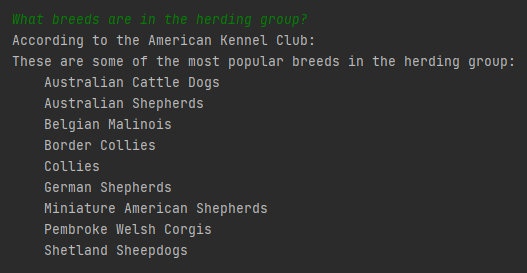 What breeds are in the herding group?
According to the American Kennel Club:
These are some of the most popular breeds in the herding group:
Australian Cattle Dogs
Australian Shepherds
Belgian Malinois
Border Collies
Collies
German Shepherds
Miniature American Shepherds
Pembroke Welsh Corgis
Shetland Sheepdogs